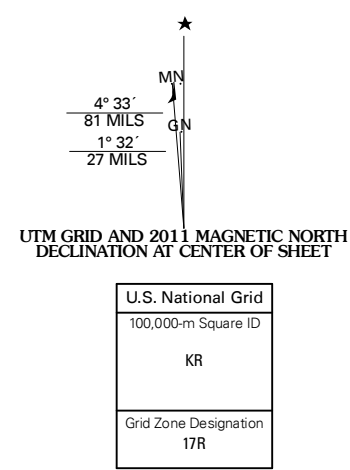 ★
MN
4° 33´
81 MILS
GN
1° 32´
27 MILS
UTM GRID AND 2011 MAGNETIC NORTH
DECLINATION AT CENTER OF SHEET
U.S. National Grid
100,000-m Square ID
KR
Grid Zone Designation
17R